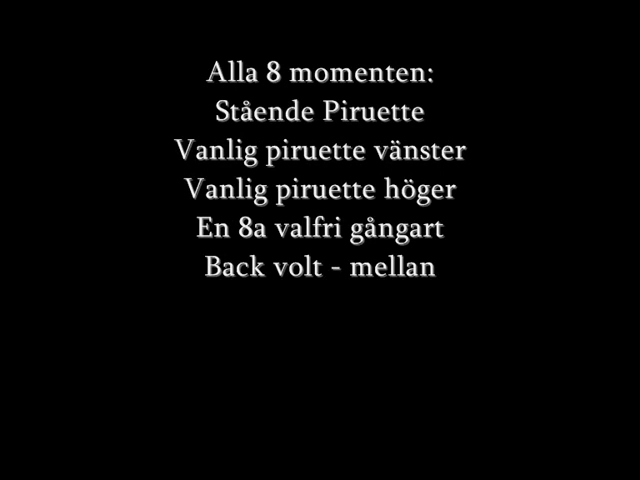 Alla 8 momenten:
Stående Piruette
Vanlig piruette vänster
Vanlig piruette höger
En 8a valfri gångart
Back volt - mellan